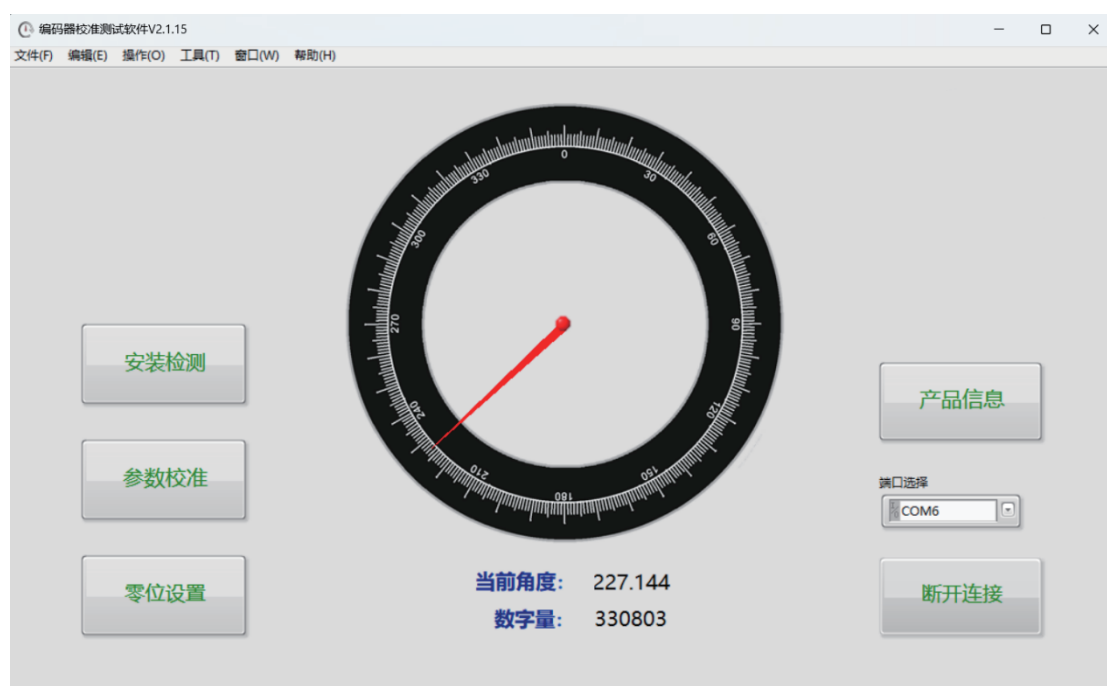 编码器校准测试软件V2.1.15
文件(F) 编辑(E) 操作(O) 工具(T) 窗口(W) 帮助(H)
0
30
60
90
120
150
180
210
240
270
300
330
安装检测
参数校准
零位设置
产品信息
端口选择
COM6
断开连接
当前角度: 227.144
数字量: 330803